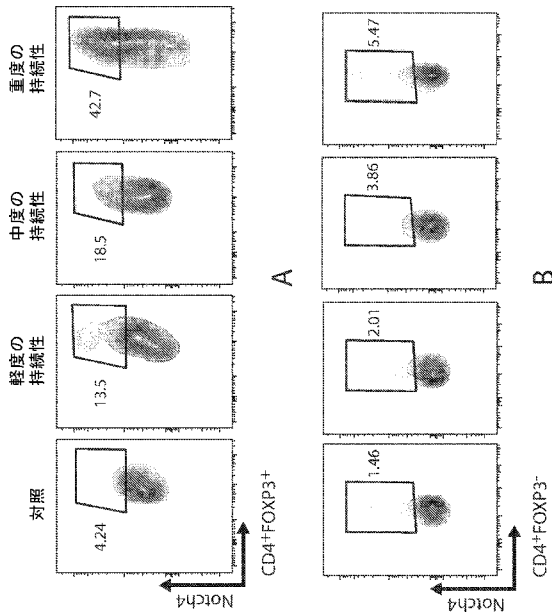 対照
軽度の
持続性
中度の
持続性
重度の
持続性
4.24
13.5
18.5
42.7
Notch4
CD4+FOXP3+
A
1.46
2.01
3.86
5.47
Notch4
CD4+FOXP3-
B